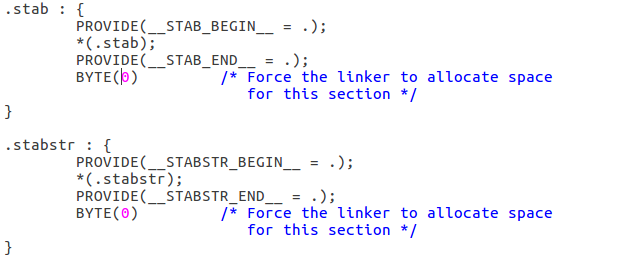 .stab : {
        PROVIDE(__STAB_BEGIN__ = .);
        *(.stab);
        PROVIDE(__STAB_END__ = .);
        BYTE(0)         /* Force the linker to allocate space
                           for this section */
}

.stabstr : {
        PROVIDE(__STABSTR_BEGIN__ = .);
        *(.stabstr);
        PROVIDE(__STABSTR_END__ = .);
        BYTE(0)         /* Force the linker to allocate space
                           for this section */
}